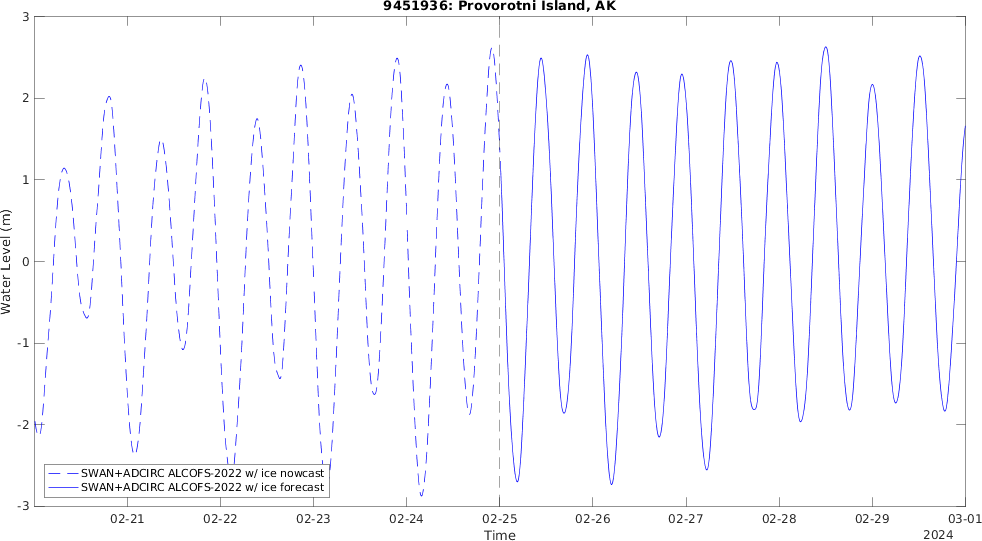 9451936: Provorotni Island, AK
3
2
1
0
-1
-2
-3
Water Level (m)
SWAN+ADCIRC ALCOFS-2022 w/ ice nowcast
SWAN+ADCIRC ALCOFS-2022 w/ ice forecast
02-21 02-22 02-23 02-24 02-25 02-26 02-27 02-28 02-29 03-01
Time
2024